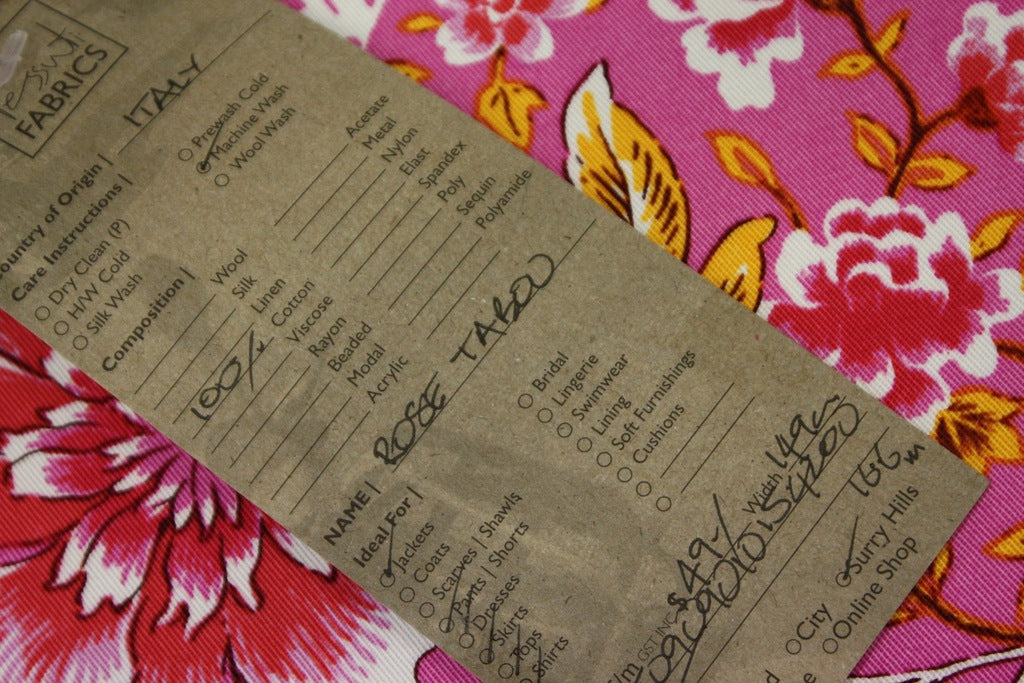 FABRICS
Country of Origin | ITALY
Care Instructions |
Dry Clean (P)
H/W Cold
Silk Wash
Prewash Cold
Machine Wash
Wool Wash
Composition |
Wool
Silk
Linen
100% Cotton
Viscose
Rayon
Beaded
Modal
Acrylic
Acetate
Metal
Nylon
Elast
Spandex
Poly
Sequin
Polyamide
NAME | ROSE TABOO
Ideal For |
Jackets
Coats
Scarves | Shawls
Pants | Shorts
Dresses
Skirts
Tops
Shirts
Bridal
Lingerie
Swimwear
Lining
Soft Furnishings
Cushions
$49-/m GST INC Width 149cm
166m
City
Surry Hills
Online Shop